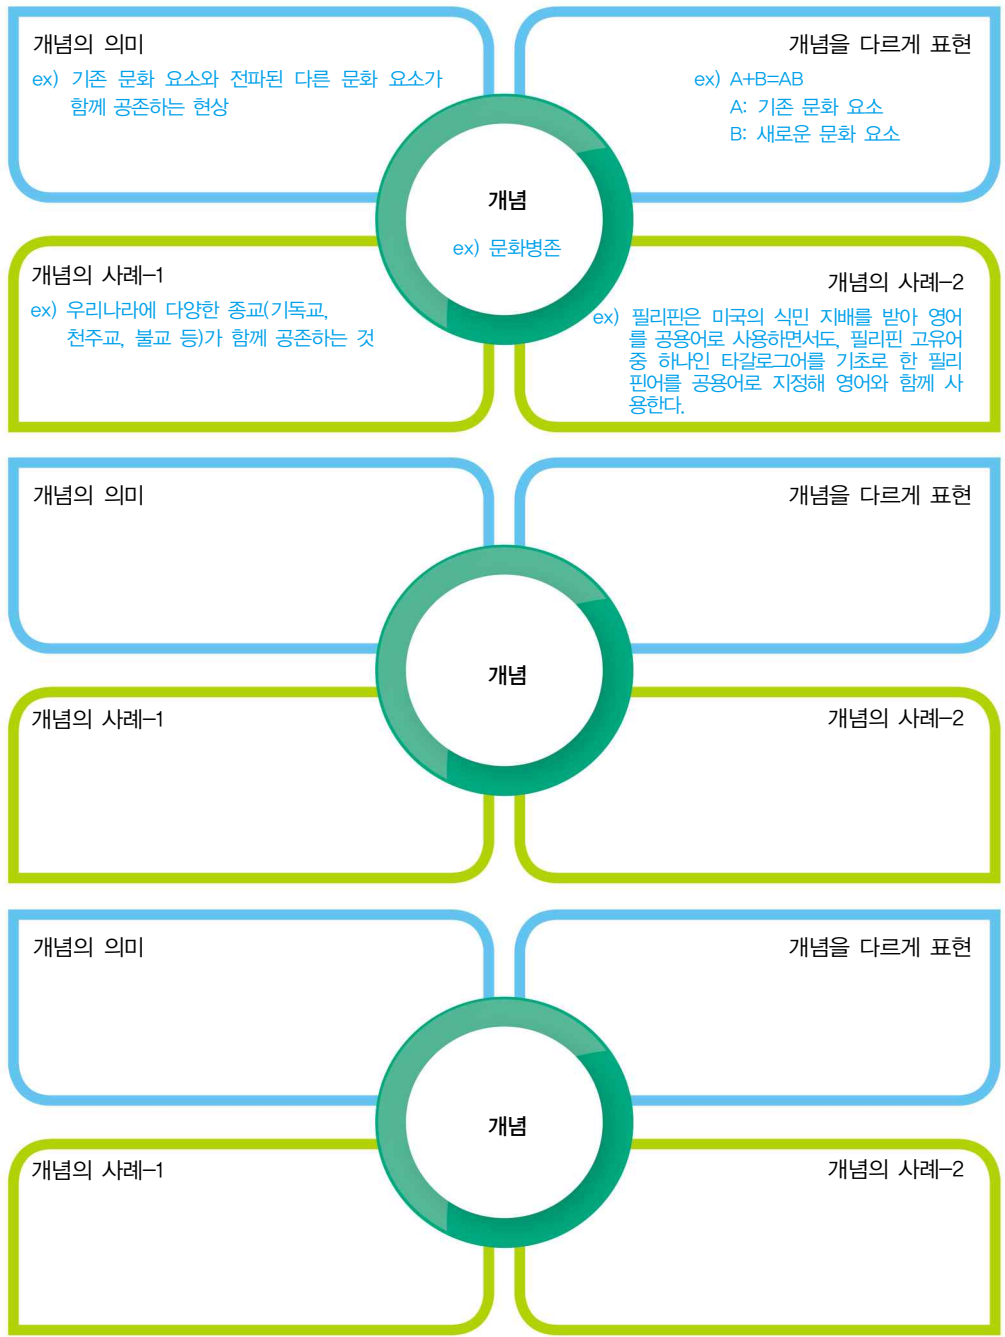 개념의 의미
ex) 기존 문화 요소와 전파된 다른 문화 요소가
함께 공존하는 현상
개념을 다르게 표현
ex) A+B=AB
A: 기존 문화 요소
B: 새로운 문화 요소
개념
ex) 문화병존
개념의 사례-1
ex) 우리나라에 다양한 종교(기독교,
천주교, 불교 등)가 함께 공존하는 것
개념의 사례-2
ex) 필리핀은 미국의 식민 지배를 받아 영어
를 공용어로 사용하면서도, 필리핀 고유어
중 하나인 타갈로그어를 기초로 한 필리
핀어를 공용어로 지정해 영어와 함께 사
용한다.
개념의 의미
개념을 다르게 표현
개념
개념의 사례-1
개념의 사례-2
개념의 의미
개념을 다르게 표현
개념
개념의 사례-1
개념의 사례-2